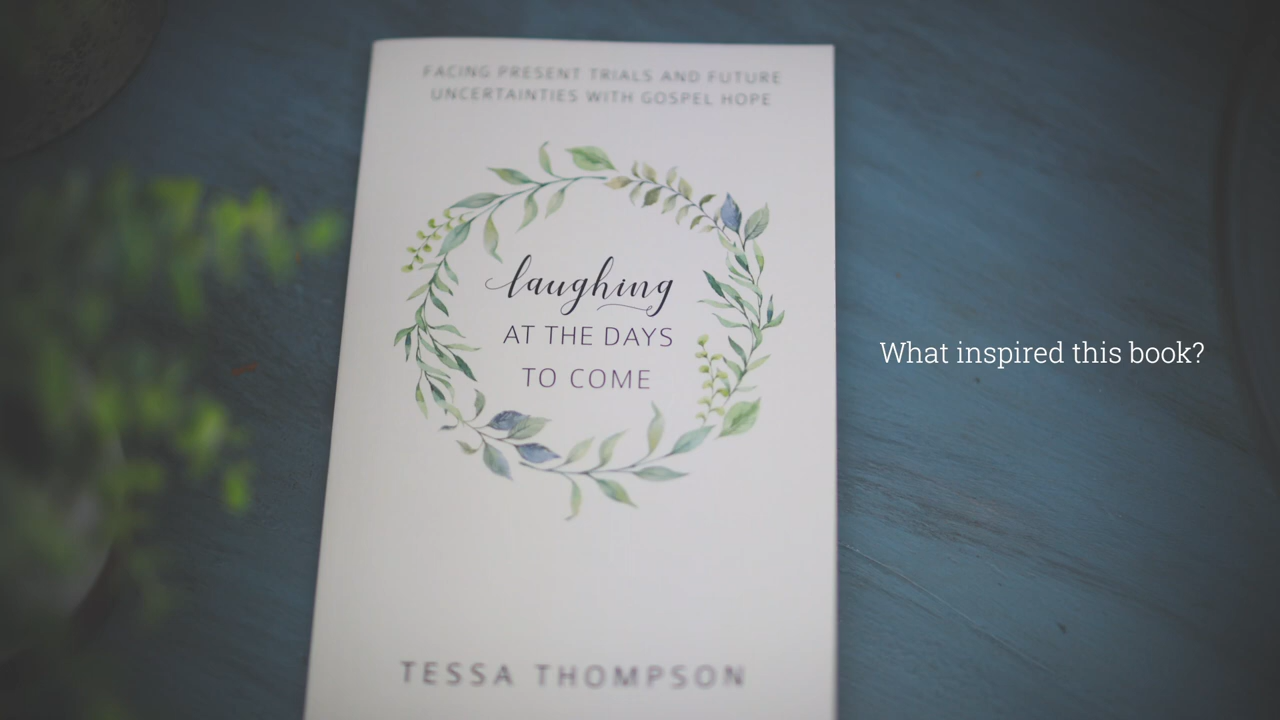 FACING PRESENT TRIALS AND FUTURE
UNCERTAINTIES WITH GOSPEL HOPE
laughing
AT THE DAYS
TO COME
TESSA THOMPSON
What inspired this book?